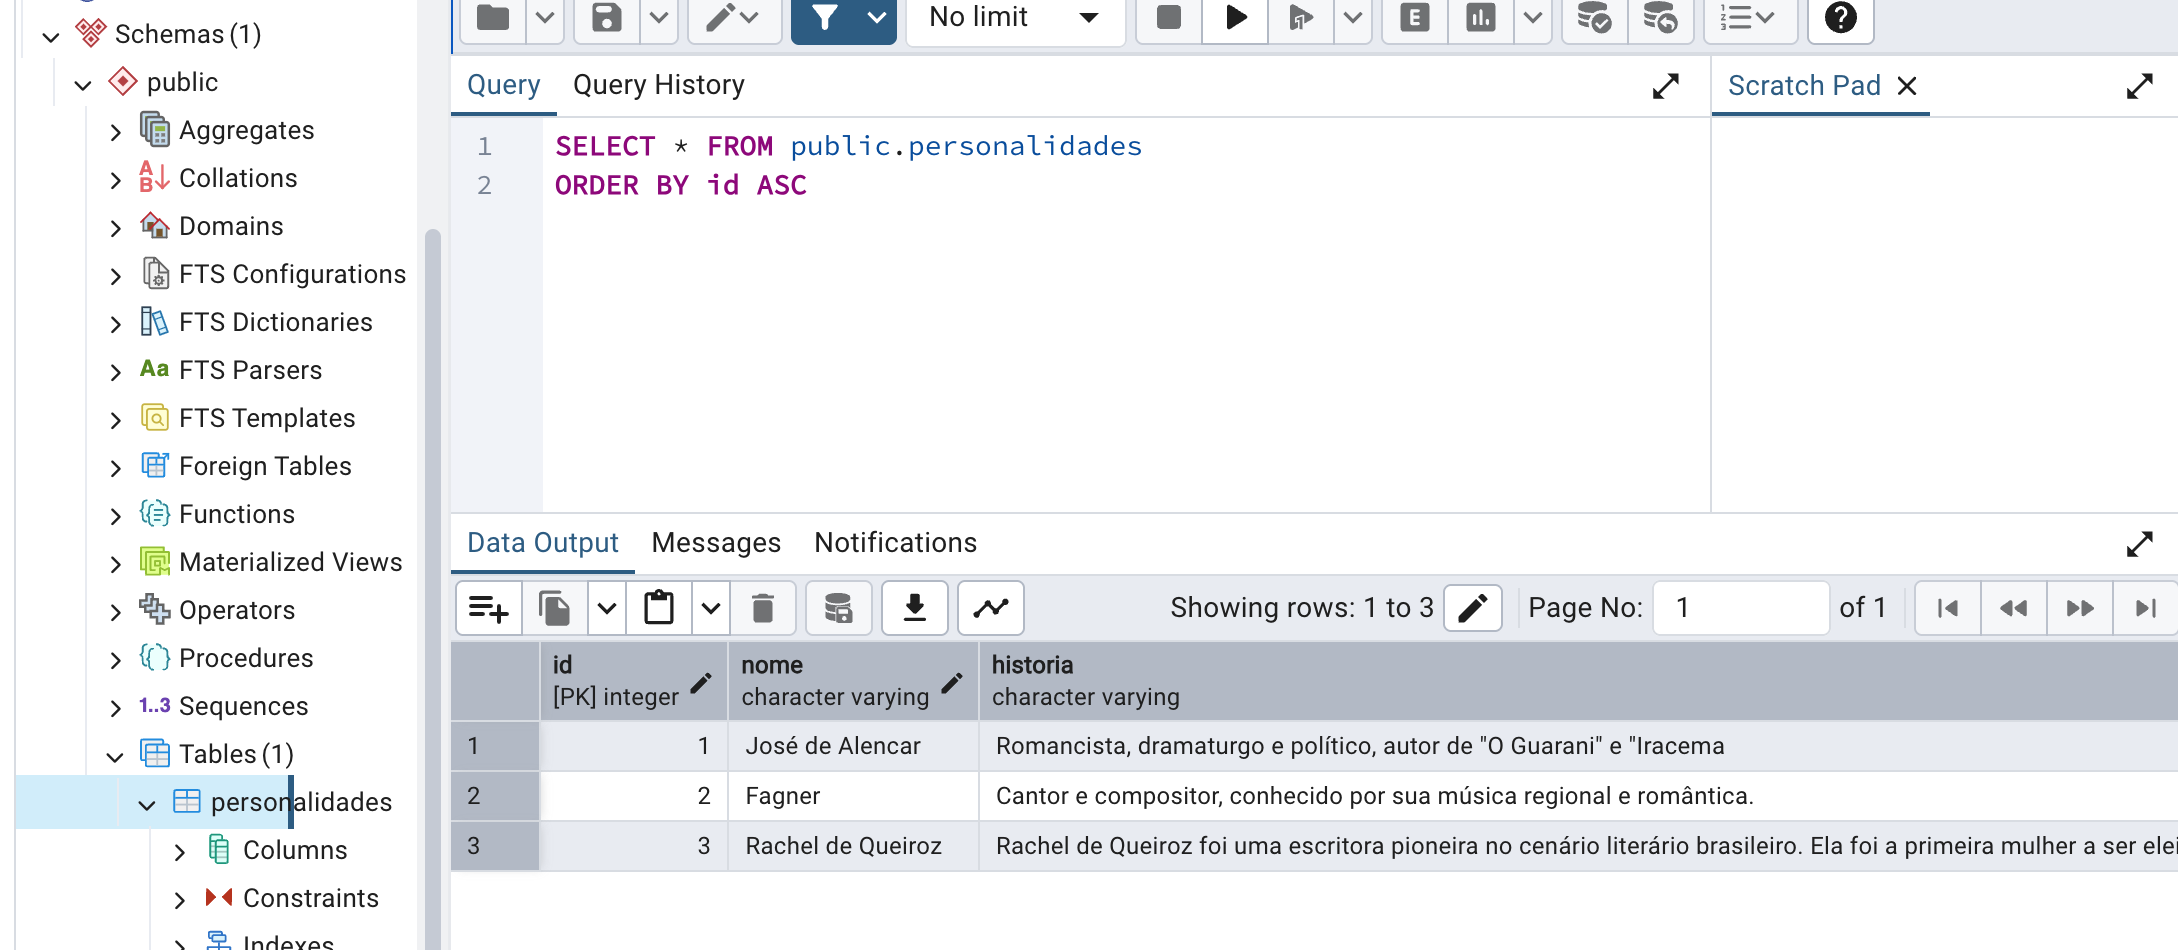 Schemas (1)
public
Aggregates
Collations
Domains
FTS Configurations
FTS Dictionaries
Aa FTS Parsers
FTS Templates
Foreign Tables
Functions
Materialized Views
Operators
Procedures
1..3 Sequences
Tables (1)
personalidades
Columns
Constraints
Indexes
No limit
E
Query
Query History
Scratch Pad
1 SELECT * FROM public.personalidades
2 ORDER BY id ASC
Data Output
Messages
Notifications
Showing rows: 1 to 3
Page No: 1 of 1
id nome historia
[PK] integer character varying character varying
1 1 José de Alencar Romancista, dramaturgo e político, autor de "O Guarani" e "Iracema
2 2 Fagner Cantor e compositor, conhecido por sua música regional e romântica.
3 3 Rachel de Queiroz Rachel de Queiroz foi uma escritora pioneira no cenário literário brasileiro. Ela foi a primeira mulher a ser